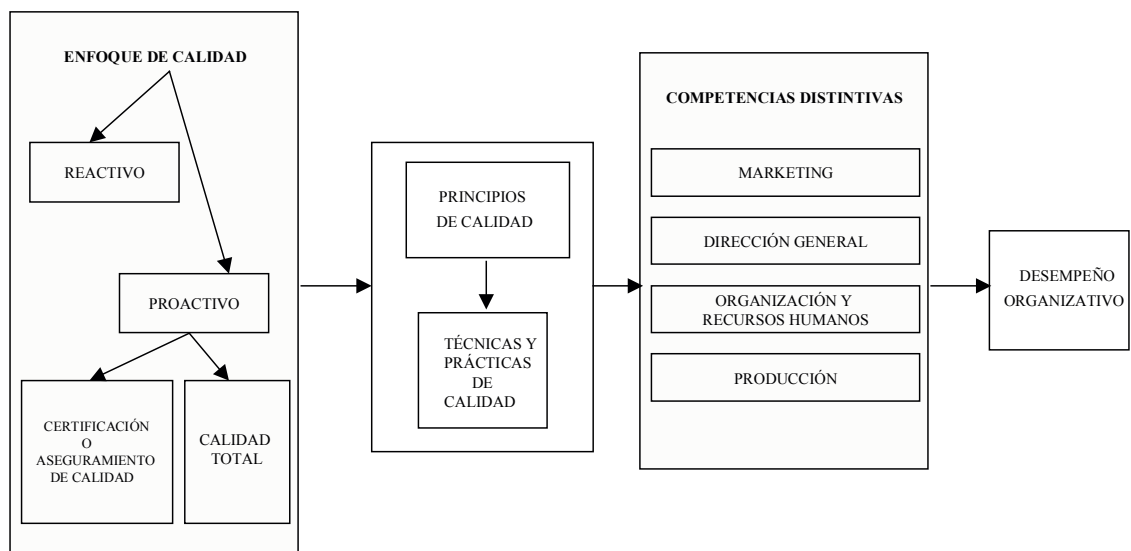 ENFOQUE DE CALIDAD
REACTIVO
PROACTIVO
CERTIFICACIÓN
O
ASEGURAMIENTO
DE CALIDAD
CALIDAD
TOTAL
PRINCIPIOS
DE CALIDAD
TÉCNICAS Y
PRÁCTICAS
DE
CALIDAD
COMPETENCIAS DISTINTIVAS
MARKETING
DIRECCIÓN GENERAL
ORGANIZACIÓN Y
RECURSOS HUMANOS
PRODUCCIÓN
DESEMPEÑO
ORGANIZATIVO